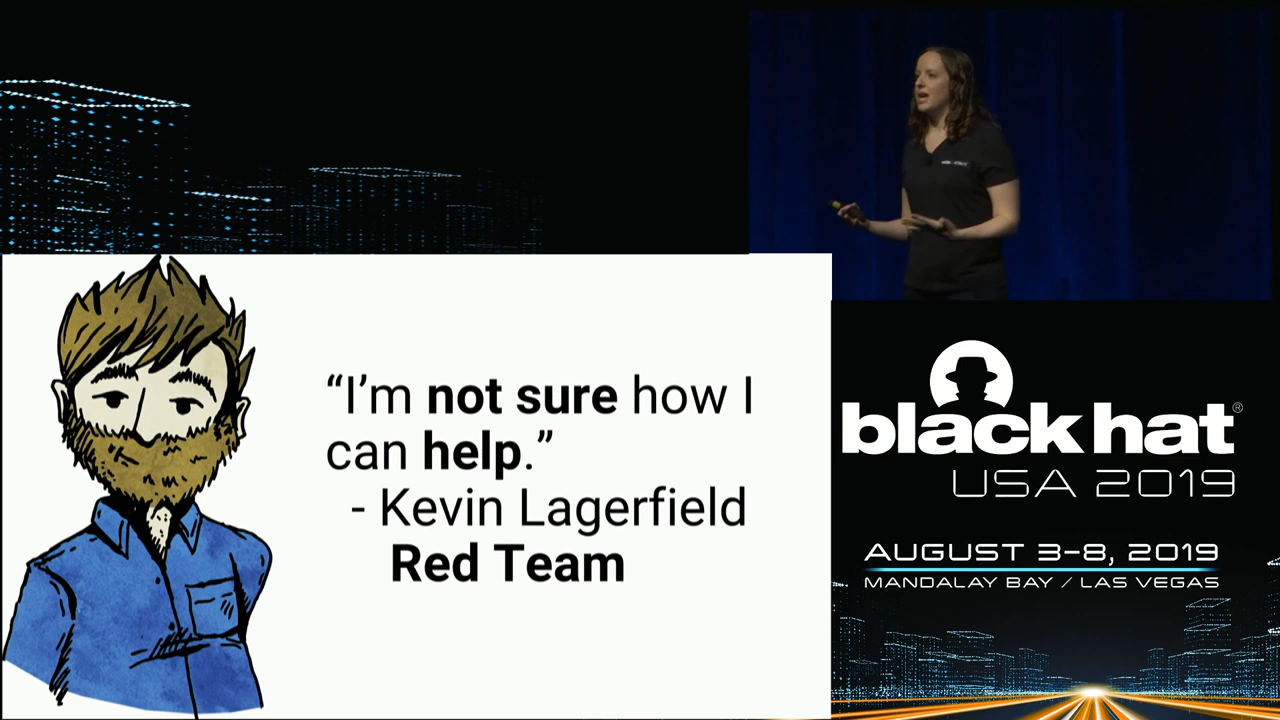 “I’m not sure how I
can help.”
- Kevin Lagerfield
Red Team
black hat®
USA 2019
AUGUST 3-8, 2019
MANDALAY BAY / LAS VEGAS